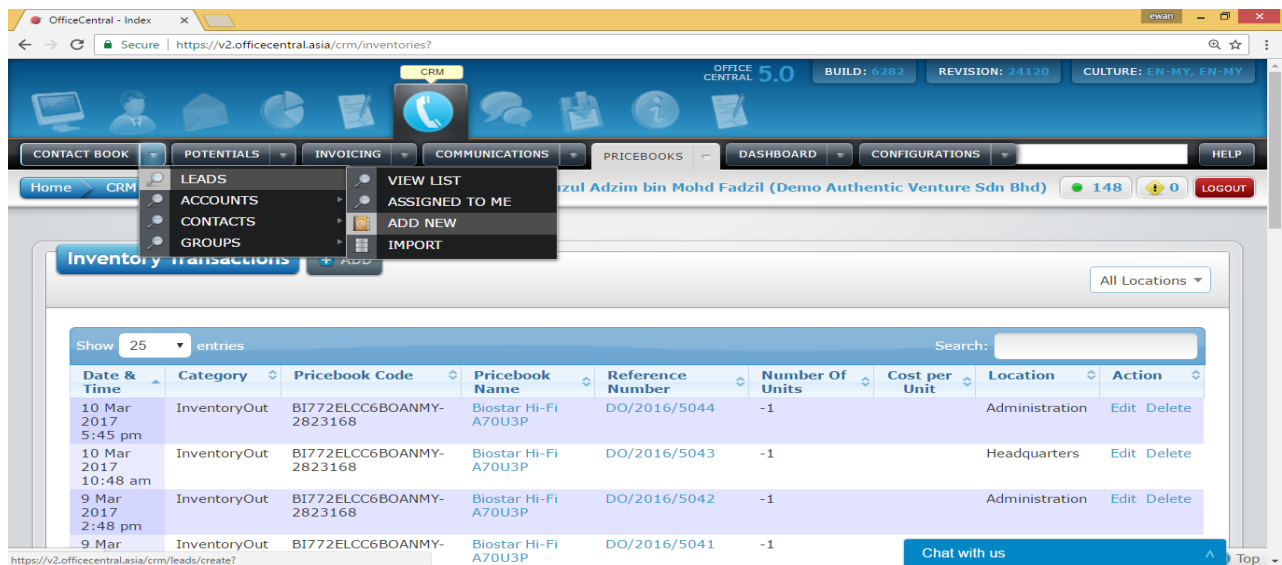 OfficeCentral - Index
ewan
Secure
https://v2.officecentral.asia/crm/inventories?
CRM
OFFICE CENTRAL 5.0
BUILD: 6282
REVISION: 24120
CULTURE: EN-MY, EN-MY
CONTACT BOOK
POTENTIALS
INVOICING
COMMUNICATIONS
PRICEBOOKS
DASHBOARD
CONFIGURATIONS
HELP
Home
CRM
zul Adzim bin Mohd Fadzil (Demo Authentic Venture Sdn Bhd)
148
0
LOGOUT
LEADS
ACCOUNTS
CONTACTS
GROUPS
VIEW LIST
ASSIGNED TO ME
ADD NEW
IMPORT
Inventory Transactions
ADD
All Locations
Show 25 entries
Search:
Date & Time Category Pricebook Code Pricebook Name Reference Number Number Of Units Cost per Unit Location Action
10 Mar 2017 5:45 pm InventoryOut BI772ELCC6BOANMY-2823168 Biostar Hi-Fi A70U3P DO/2016/5044 -1 Administration Edit Delete
10 Mar 2017 10:48 am InventoryOut BI772ELCC6BOANMY-2823168 Biostar Hi-Fi A70U3P DO/2016/5043 -1 Headquarters Edit Delete
9 Mar 2017 2:48 pm InventoryOut BI772ELCC6BOANMY-2823168 Biostar Hi-Fi A70U3P DO/2016/5042 -1 Administration Edit Delete
9 Mar InventoryOut BI772ELCC6BOANMY- Biostar Hi-Fi A70U3P DO/2016/5041 -1
Chat with us
Top
https://v2.officecentral.asia/crm/leads/create?